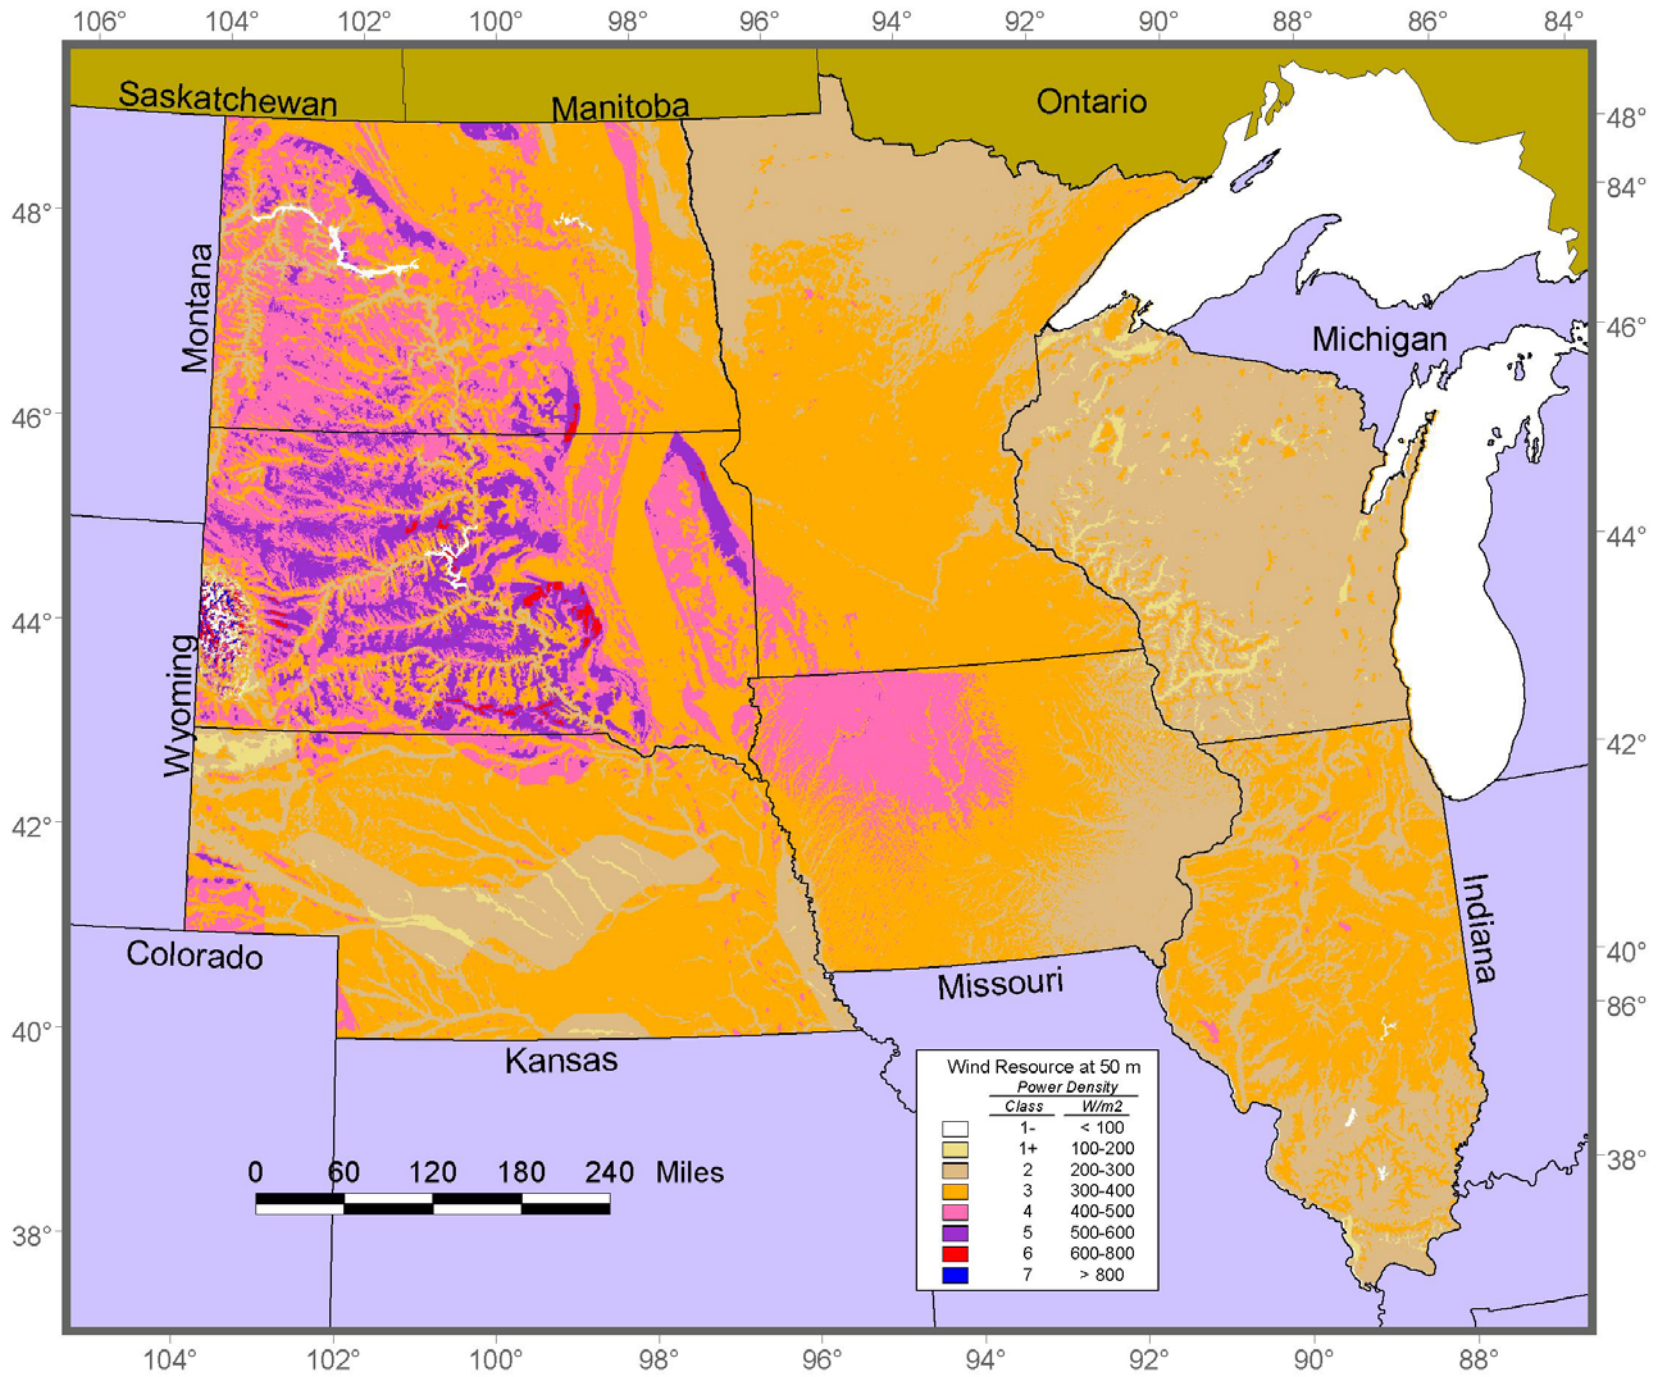 106° 104° 102° 100° 98° 96° 94° 92° 90° 88° 86° 84°
Saskatchewan
Manitoba
Ontario
48°
84°
48°
Montana
46°
Michigan
46°
44°
44°
Wyoming
42°
42°
Indiana
Colorado
40°
Missouri
86°
40°
Kansas
Wind Resource at 50 m
Power Density
Class W/m2
1- < 100
1+ 100-200
2 200-300
3 300-400
4 400-500
5 500-600
6 600-800
7 > 800
38°
0 60 120 180 240 Miles
38°
104° 102° 100° 98° 96° 94° 92° 90° 88°